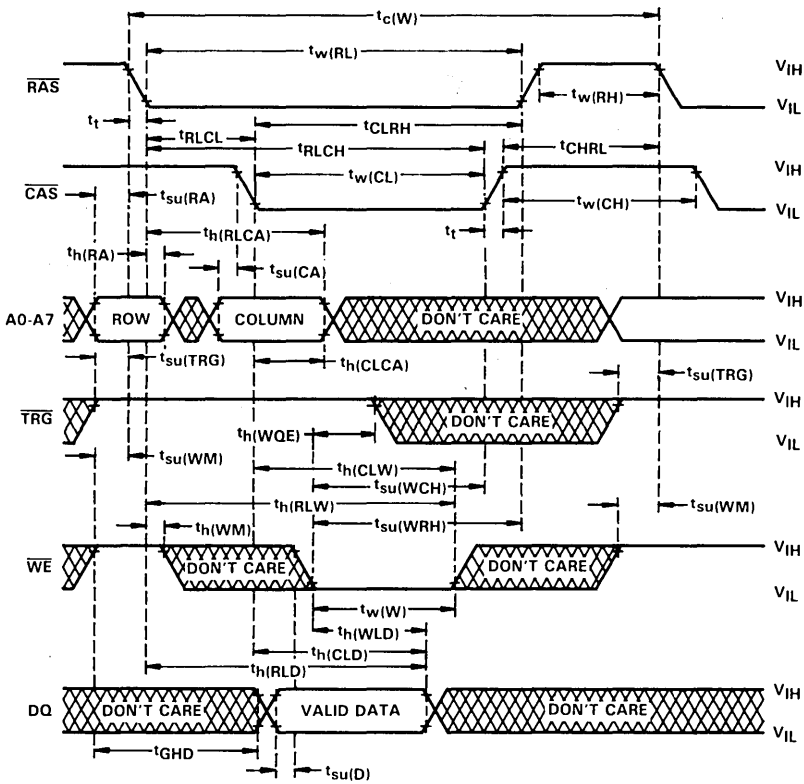 tc(W)
tw(RL)
RAS
VIH
tw(RH)
VIL
tt
tRLCL
tCLRH
tRLCH
tCHRL
VIH
CAS
tsu(RA)
tw(CL)
tw(CH)
VIL
th(RLCA)
tt
th(RA)
tsu(CA)
A0-A7
ROW
COLUMN
DON'T CARE
VIH
VIL
tsu(TRG)
th(CLCA)
tsu(TRG)
TRG
VIH
DON'T CARE
th(WQE)
VIL
tsu(WM)
th(CLW)
tsu(WCH)
th(RLW)
th(WM)
tsu(WRH)
tsu(WM)
WE
VIH
DON'T CARE
DON'T CARE
VIL
tw(W)
th(WLD)
th(CLD)
th(RLD)
VIH
DQ
DON'T CARE
VALID DATA
DON'T CARE
VIL
tGHD
tsu(D)